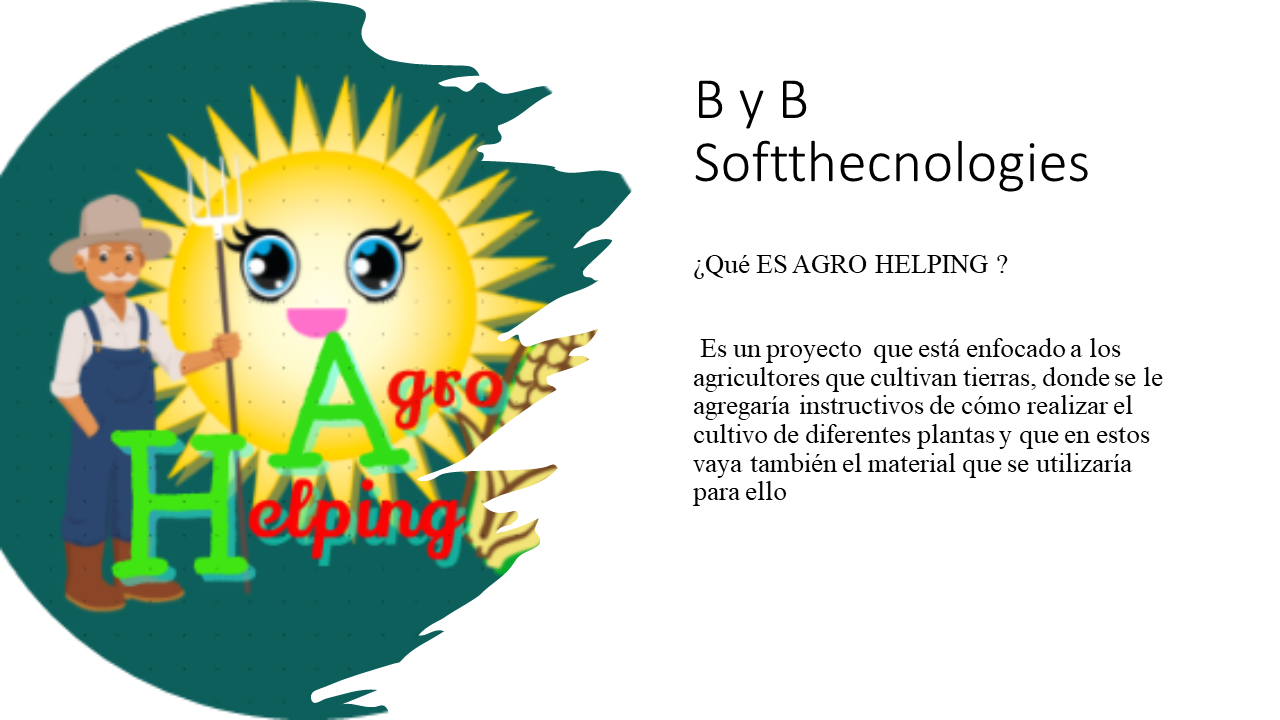 Agro
Helping
B y B
Softthecnologies
¿Qué ES AGRO HELPING ?
Es un proyecto que está enfocado a los
agricultores que cultivan tierras, donde se le
agregaría instructivos de cómo realizar el
cultivo de diferentes plantas y que en estos
vaya también el material que se utilizaría
para ello